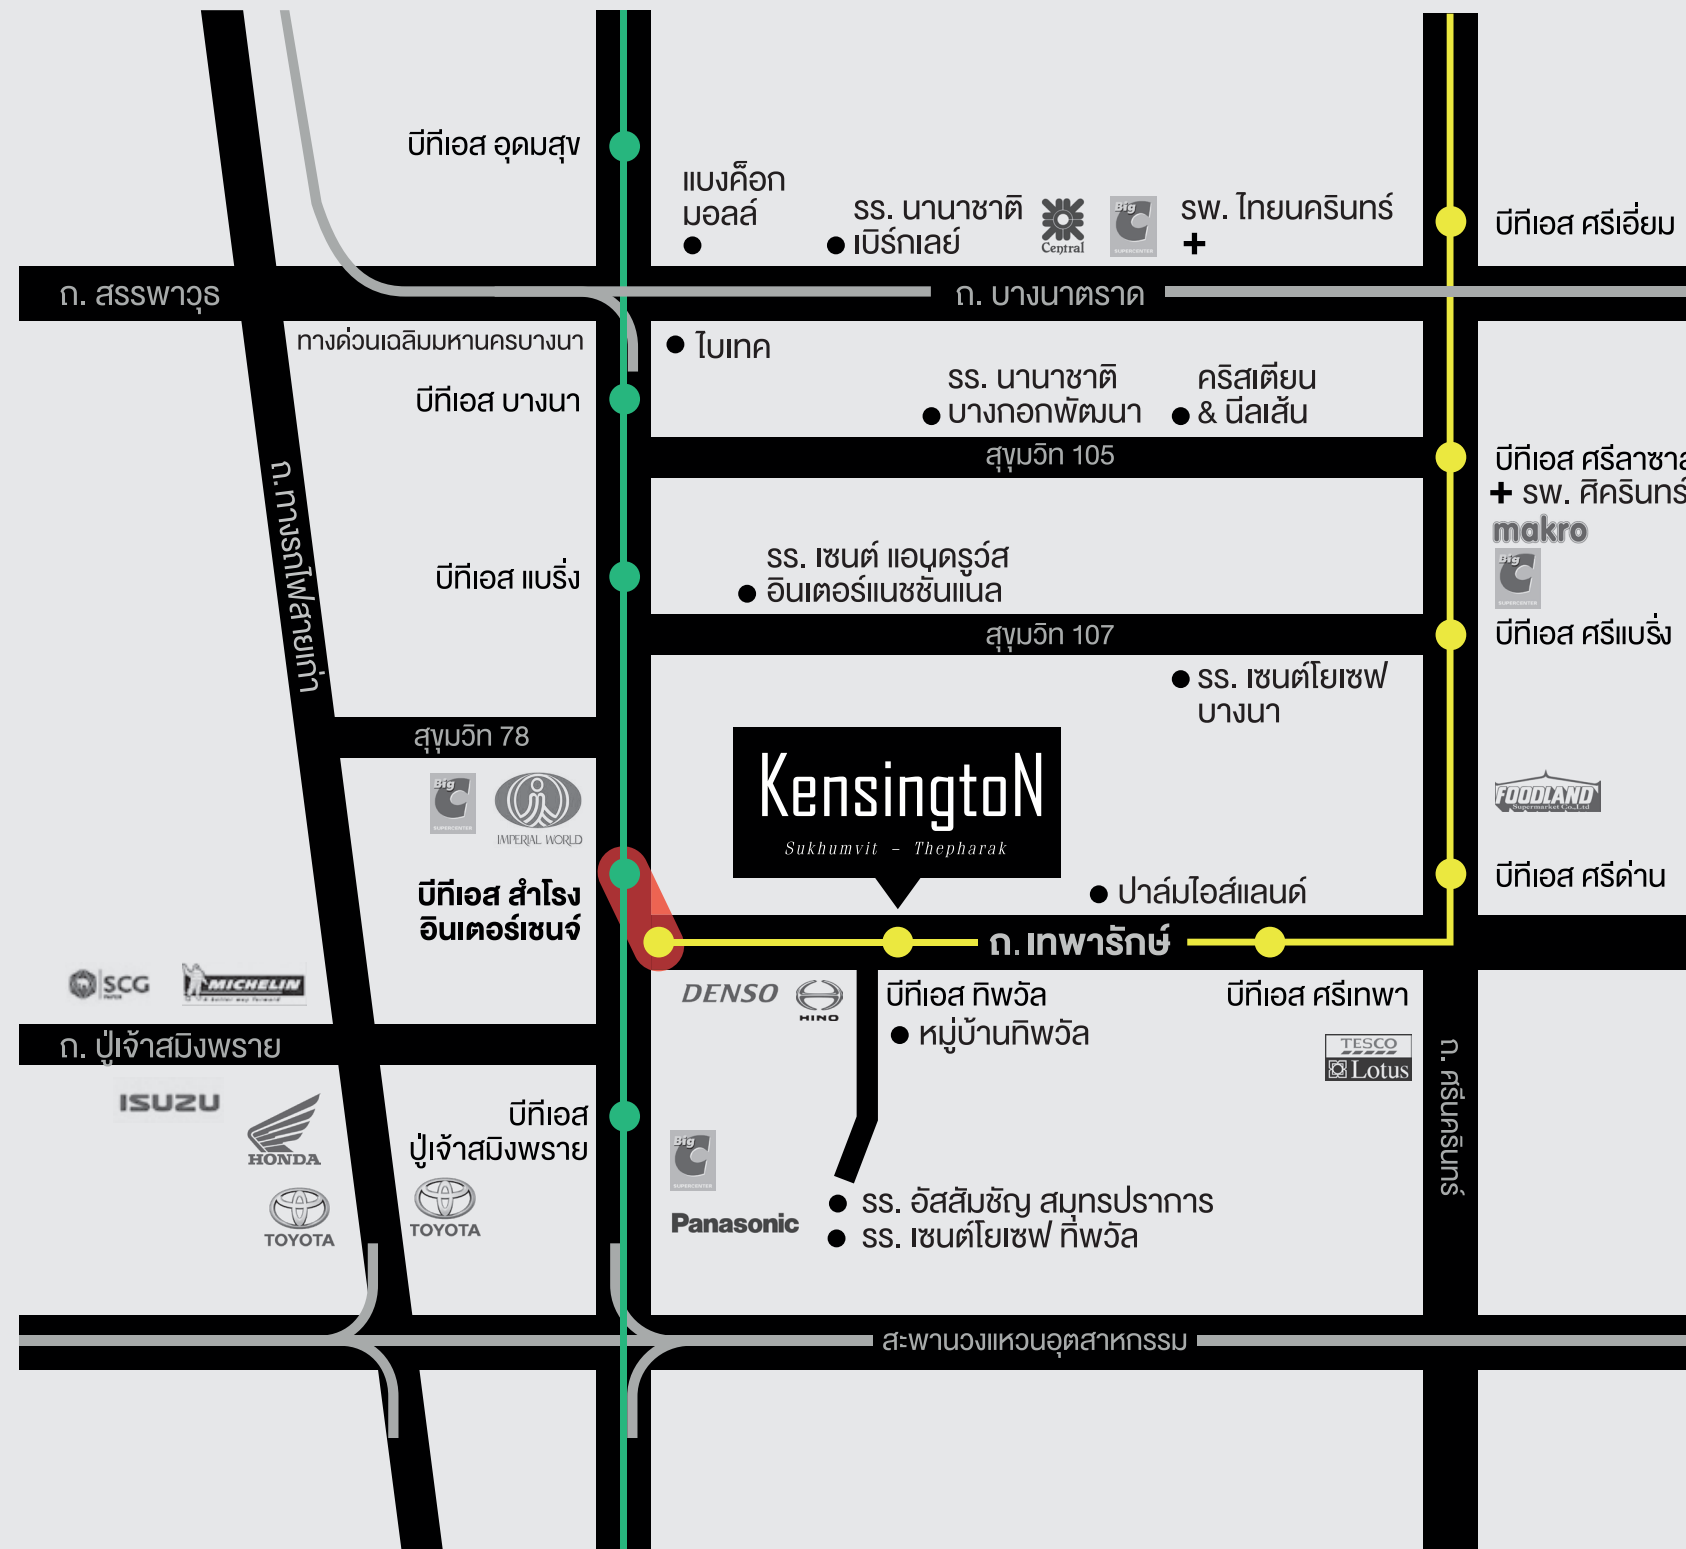 บีทีเอส อุดมสุข
แบงค็อก
มอลล์
รร. นานาชาติ
เบิร์กเลย์
Central
Big C
SUPERCENTER
รพ. ไทยนครินทร์
บีทีเอส ศรีเอี่ยม
ถ. สรรพาวุธ
ถ. บางนาตราด
ทางด่วนเฉลิมมหานครบางนา
ไบเทค
บีทีเอส บางนา
รร. นานาชาติ
บางกอกพัฒนา
คริสเตียน
& นีลเส้น
สุขุมวิท 105
บีทีเอส ศรีลาซาล
รพ. ศิครินทร์
makro
Big C
SUPERCENTER
ถ.ทางรถไฟสายเก่า
บีทีเอส แบริ่ง
รร. เซนต์ แอนดรูว์ส
อินเตอร์แนชชั่นแนล
สุขุมวิท 107
บีทีเอส ศรีแบริ่ง
รร. เซนต์โยเซฟ
บางนา
สุขุมวิท 78
Big C
SUPERCENTER
IMPERIAL WORLD
KensingtoN
Sukhumvit – Thepharak
FOODLAND
Supermarket Co.,Ltd
บีทีเอส สำโรง
อินเตอร์เชนจ์
ปาล์มไอส์แลนด์
บีทีเอส ศรีด่าน
ถ. เทพารักษ์
SCG
PAPER
MICHELIN
A better way forward
DENSO
HINO
บีทีเอส ทิพวัล
หมู่บ้านทิพวัล
บีทีเอส ศรีเทพา
TESCO
Lotus
ถ. ปู่เจ้าสมิงพราย
ถ. ศรีนครินทร์
ISUZU
HONDA
TOYOTA
TOYOTA
บีทีเอส
ปู่เจ้าสมิงพราย
Big C
SUPERCENTER
Panasonic
รร. อัสสัมชัญ สมุทรปราการ
รร. เซนต์โยเซฟ ทิพวัล
สะพานวงแหวนอุตสาหกรรม